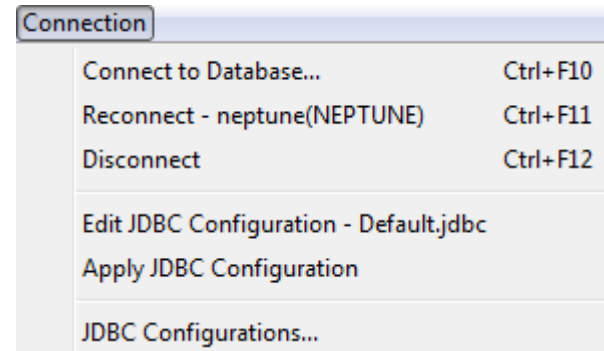 Connection
Connect to Database... Ctrl+F10
Reconnect - neptune(NEPTUNE) Ctrl+F11
Disconnect Ctrl+F12
Edit JDBC Configuration - Default.jdbc
Apply JDBC Configuration
JDBC Configurations...